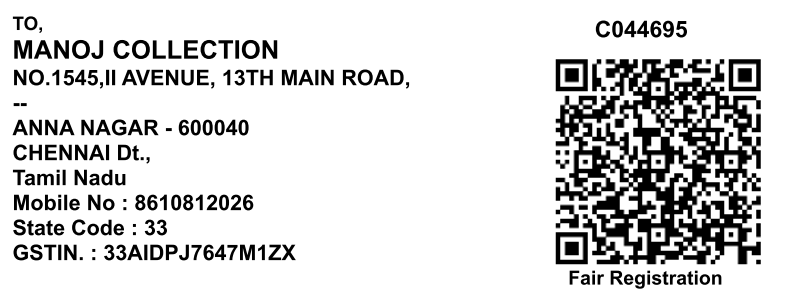 TO,
MANOJ COLLECTION
NO.1545,II AVENUE, 13TH MAIN ROAD,
--
ANNA NAGAR - 600040
CHENNAI Dt.,
Tamil Nadu
Mobile No : 8610812026
State Code : 33
GSTIN. : 33AIDPJ7647M1ZX
C044695
Fair Registration